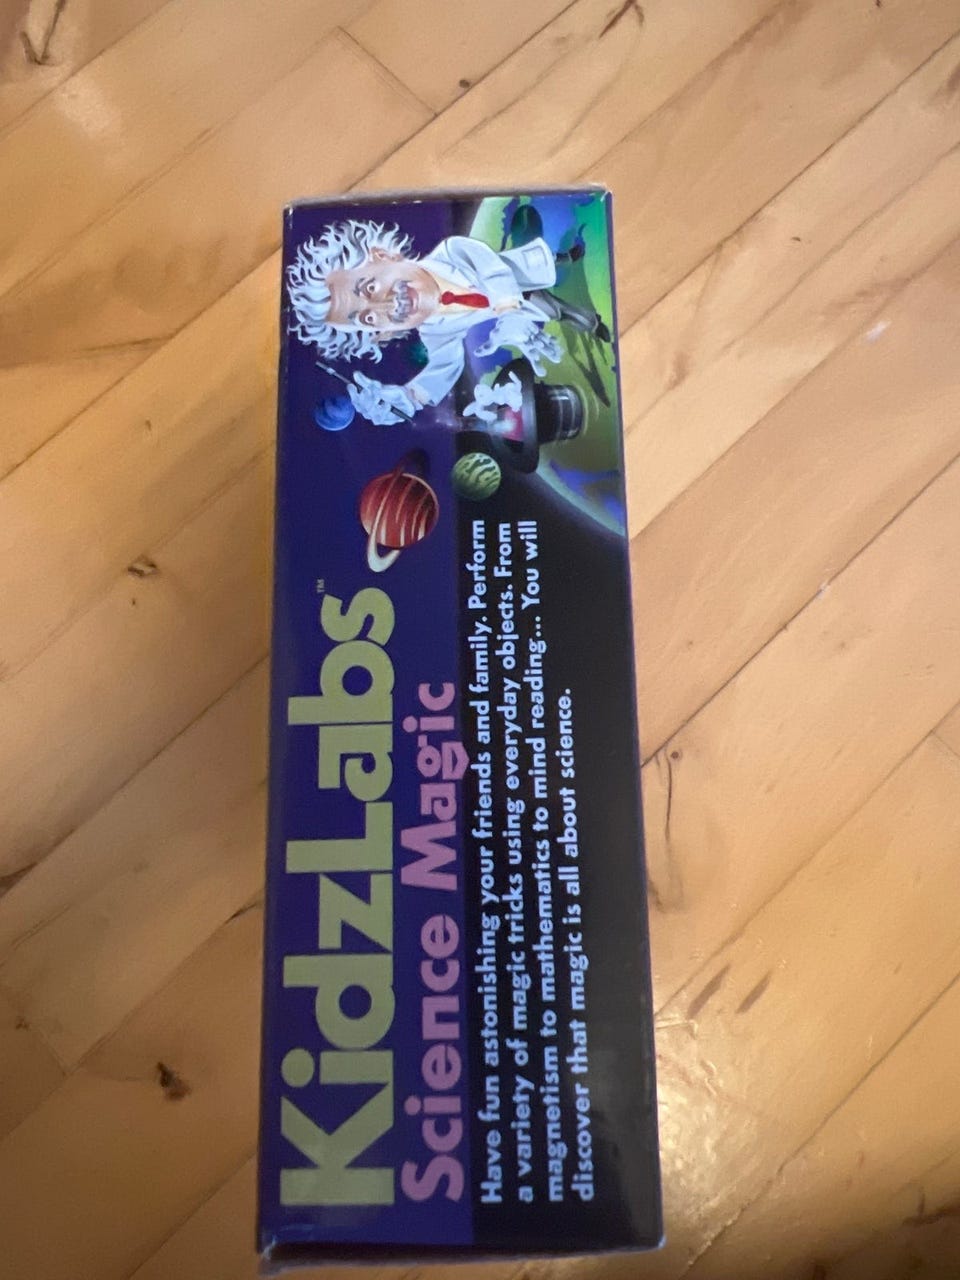 KidzLabs™
Science Magic
Have fun astonishing your friends and family. Perform
a variety of magic tricks using everyday objects. From
magnetism to mathematics to mind reading... You will
discover that magic is all about science.